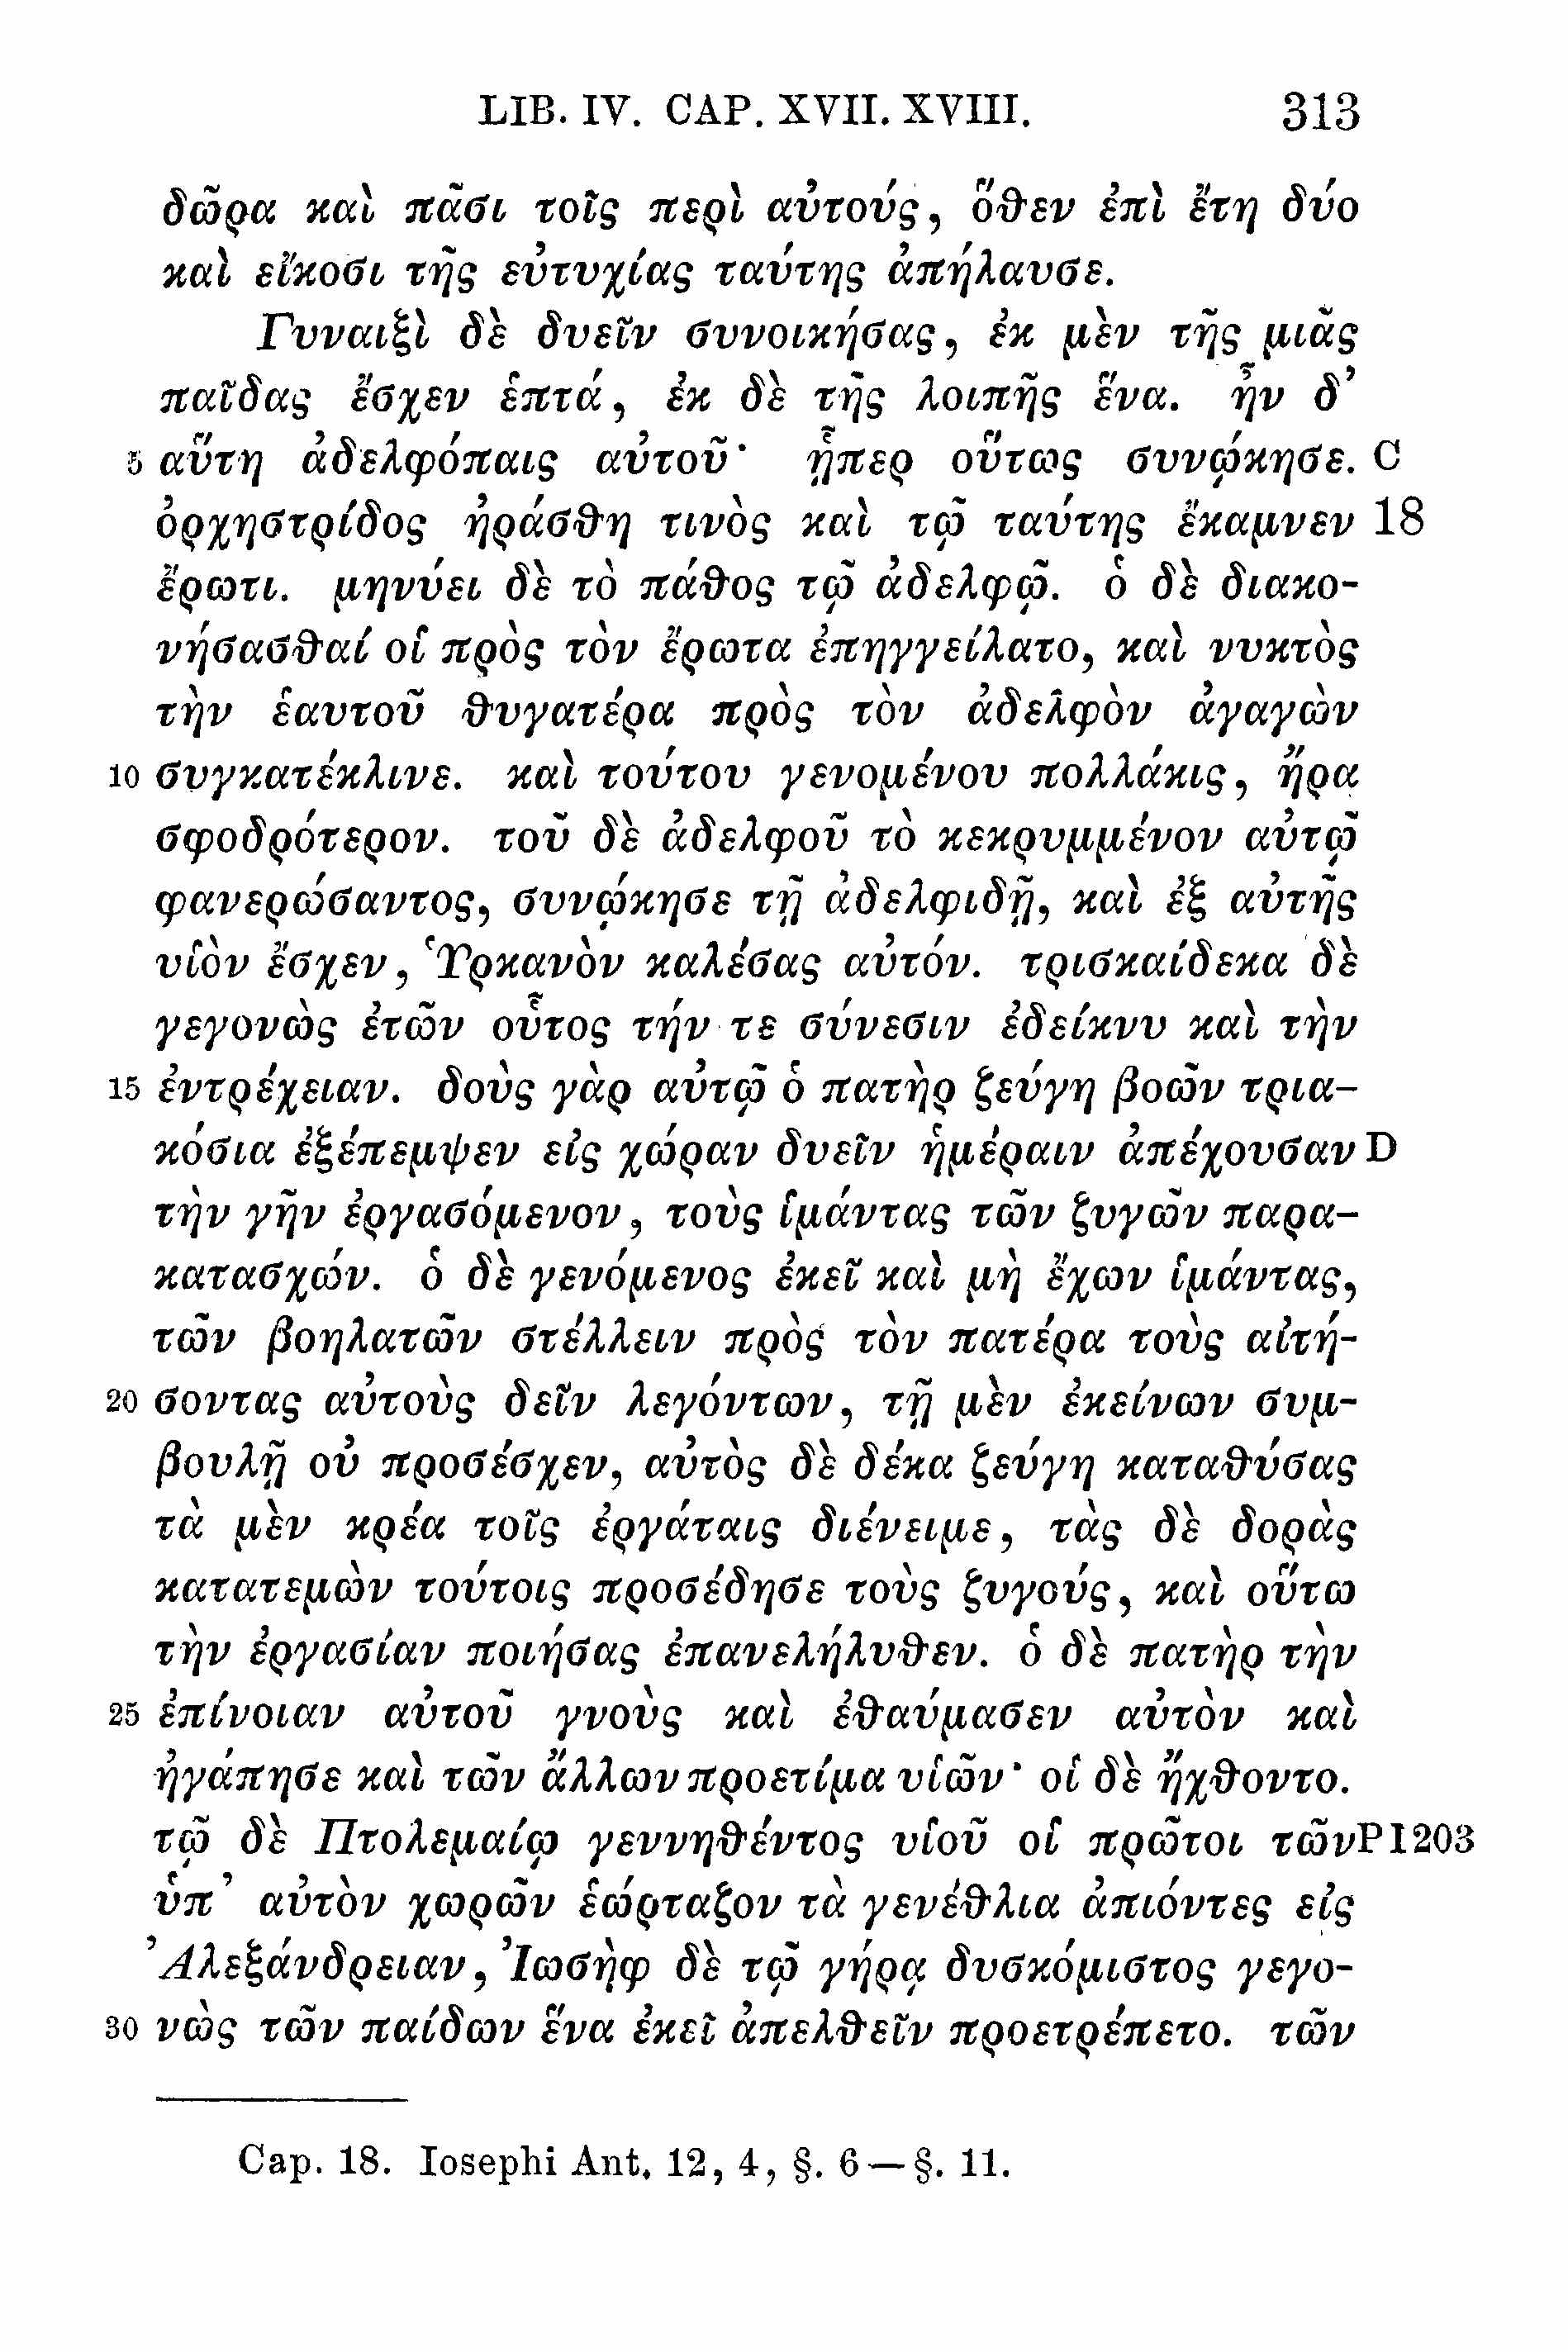 LIB. IV. CAP. XVII. XVIII. 313
δῶρα καὶ πᾶσι τοῖς περὶ αὐτούς, ὅθεν ἐπὶ ἔτη δύο
καὶ εἴκοσι τῆς εὐτυχίας ταύτης ἀπήλαυσε.
Γυναιξὶ δὲ δυεῖν συνοικήσας, ἐκ μὲν τῆς μιᾶς
παῖδας ἔσχεν ἑπτά, ἐκ δὲ τῆς λοιπῆς ἕνα. ἦν δ’
5 αὕτη ἀδελφόπαις αὐτοῦ· ᾗπερ οὕτως συνῴκησε. C
ὀρχηστρίδος ἠράσθη τινὸς καὶ τῷ ταύτης ἔκαμνεν 18
ἔρωτι. μηνύει δὲ τὸ πάθος τῷ ἀδελφῷ. ὁ δὲ διακο-
νήσασθαί οἱ πρὸς τὸν ἔρωτα ἐπηγγείλατο, καὶ νυκτὸς
τὴν ἑαυτοῦ θυγατέρα πρὸς τὸν ἀδελφὸν ἀγαγὼν
10 συγκατέκλινε. καὶ τούτου γενομένου πολλάκις, ἤρα
σφοδρότερον. τοῦ δὲ ἀδελφοῦ τὸ κεκρυμμένον αὐτῷ
φανερώσαντος, συνῴκησε τῇ ἀδελφιδῇ, καὶ ἐξ αὐτῆς
υἱὸν ἔσχεν, Ὑρκανὸν καλέσας αὐτόν. τρισκαίδεκα δὲ
γεγονὼς ἐτῶν οὗτος τήν τε σύνεσιν ἐδείκνυ καὶ τὴν
15 ἐντρέχειαν. δοὺς γὰρ αὐτῷ ὁ πατὴρ ζεύγη βοῶν τρια-
κόσια ἐξέπεμψεν εἰς χώραν δυεῖν ἡμέραιν ἀπέχουσαν D
τὴν γῆν ἐργασόμενον, τοὺς ἱμάντας τῶν ζυγῶν παρα-
κατασχών. ὁ δὲ γενόμενος ἐκεῖ καὶ μὴ ἔχων ἱμάντας,
τῶν βοηλατῶν στέλλειν πρὸς τὸν πατέρα τοὺς αἰτή-
20 σοντας αὐτοὺς δεῖν λεγόντων, τῇ μὲν ἐκείνων συμ-
βουλῇ οὐ προσέσχεν, αὐτὸς δὲ δέκα ζεύγη καταθύσας
τὰ μὲν κρέα τοῖς ἐργάταις διένειμε, τὰς δὲ δορὰς
κατατεμὼν τούτοις προσέδησε τοὺς ζυγούς, καὶ οὕτω
τὴν ἐργασίαν ποιήσας ἐπανελήλυθεν. ὁ δὲ πατὴρ τὴν
25 ἐπίνοιαν αὐτοῦ γνοὺς καὶ ἐθαύμασεν αὐτὸν καὶ
ἠγάπησε καὶ τῶν ἄλλων προετίμα υἱῶν· οἱ δὲ ἤχθοντο.
τῷ δὲ Πτολεμαίῳ γεννηθέντος υἱοῦ οἱ πρῶτοι τῶν P I 203
ὑπ’ αὐτὸν χωρῶν ἑώρταζον τὰ γενέθλια ἀπιόντες εἰς
Ἀλεξάνδρειαν, Ἰωσὴφ δὲ τῷ γήρᾳ δυσκόμιστος γεγο-
30 νὼς τῶν παίδων ἕνα ἐκεῖ ἀπελθεῖν προετρέπετο. τῶν
Cap. 18. Iosephi Ant. 12, 4, §. 6 — §. 11.